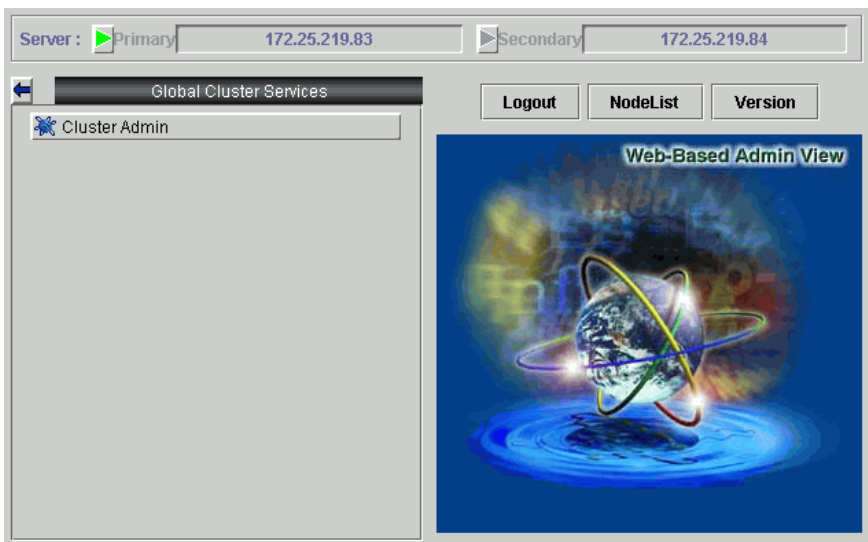 Server : Primary 172.25.219.83 Secondary 172.25.219.84
Global Cluster Services
Cluster Admin
Logout NodeList Version
Web-Based Admin View